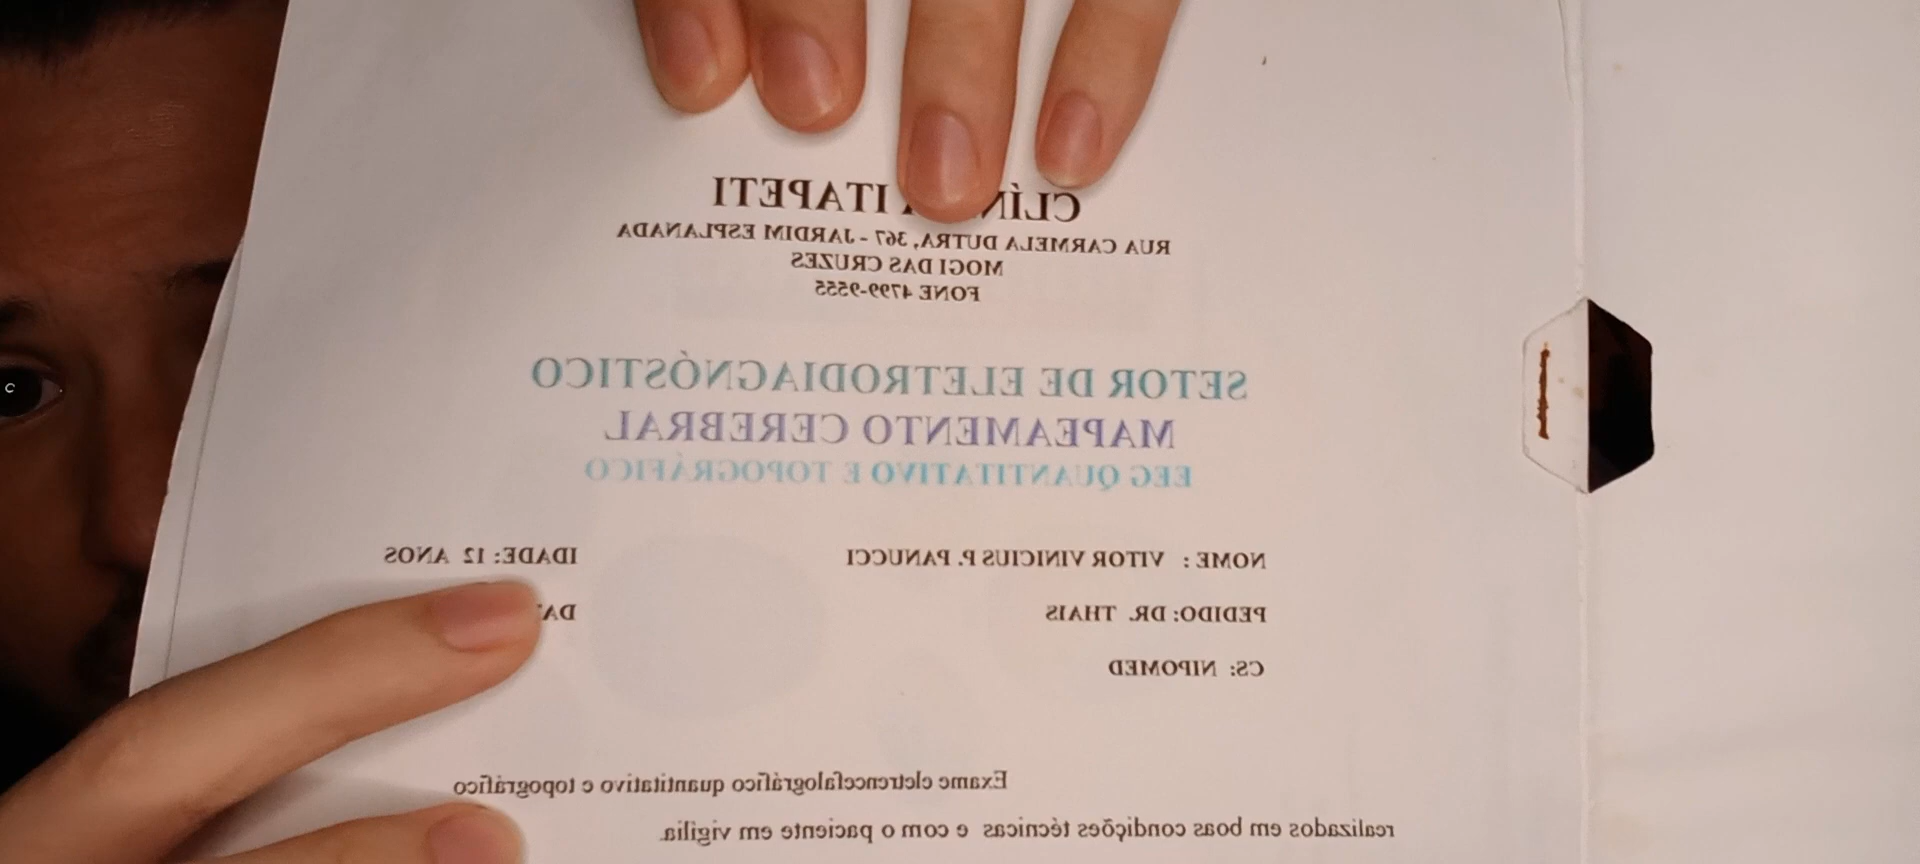 CLÍN ITAPETI
RUA CARMELA DUTRA, 367 - JARDIM ESPLANADA
MOGI DAS CRUZES
FONE 4799-9555
SETOR DE ELETRODIAGNÓSTICO
MAPEAMENTO CEREBRAL
EEG QUANTITATIVO E TOPOGRÁFICO
NOME : VITOR VINICIUS P. PANUCCI IDADE: 12 ANOS
PEDIDO: DR. THAIS DA
CS: NIPOMED
Exame eletrencefalográfico quantitativo e topográfico
realizados em boas condições técnicas e com o paciente em vigília.